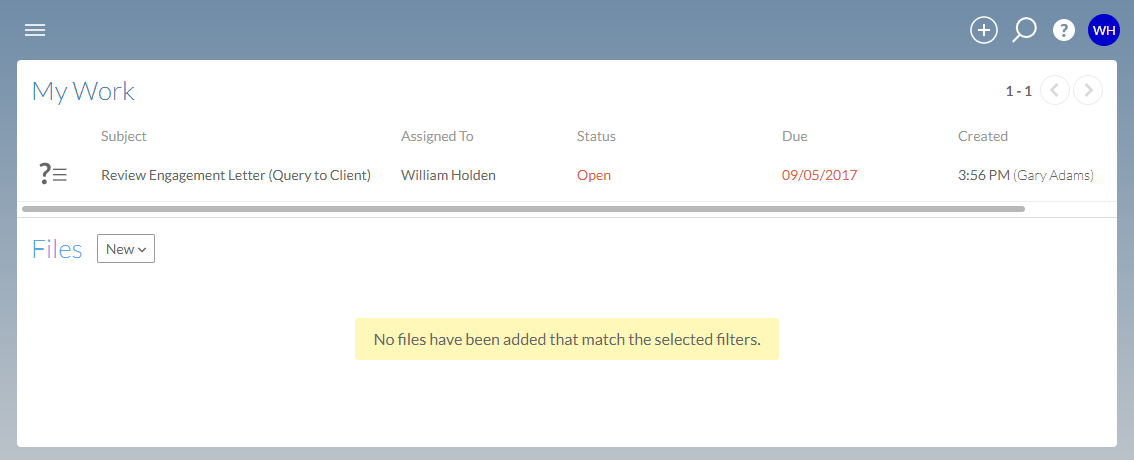 ? WH
My Work 1 - 1
Subject Assigned To Status Due Created
? Review Engagement Letter (Query to Client) William Holden Open 09/05/2017 3:56 PM (Gary Adams)
Files New
No files have been added that match the selected filters.